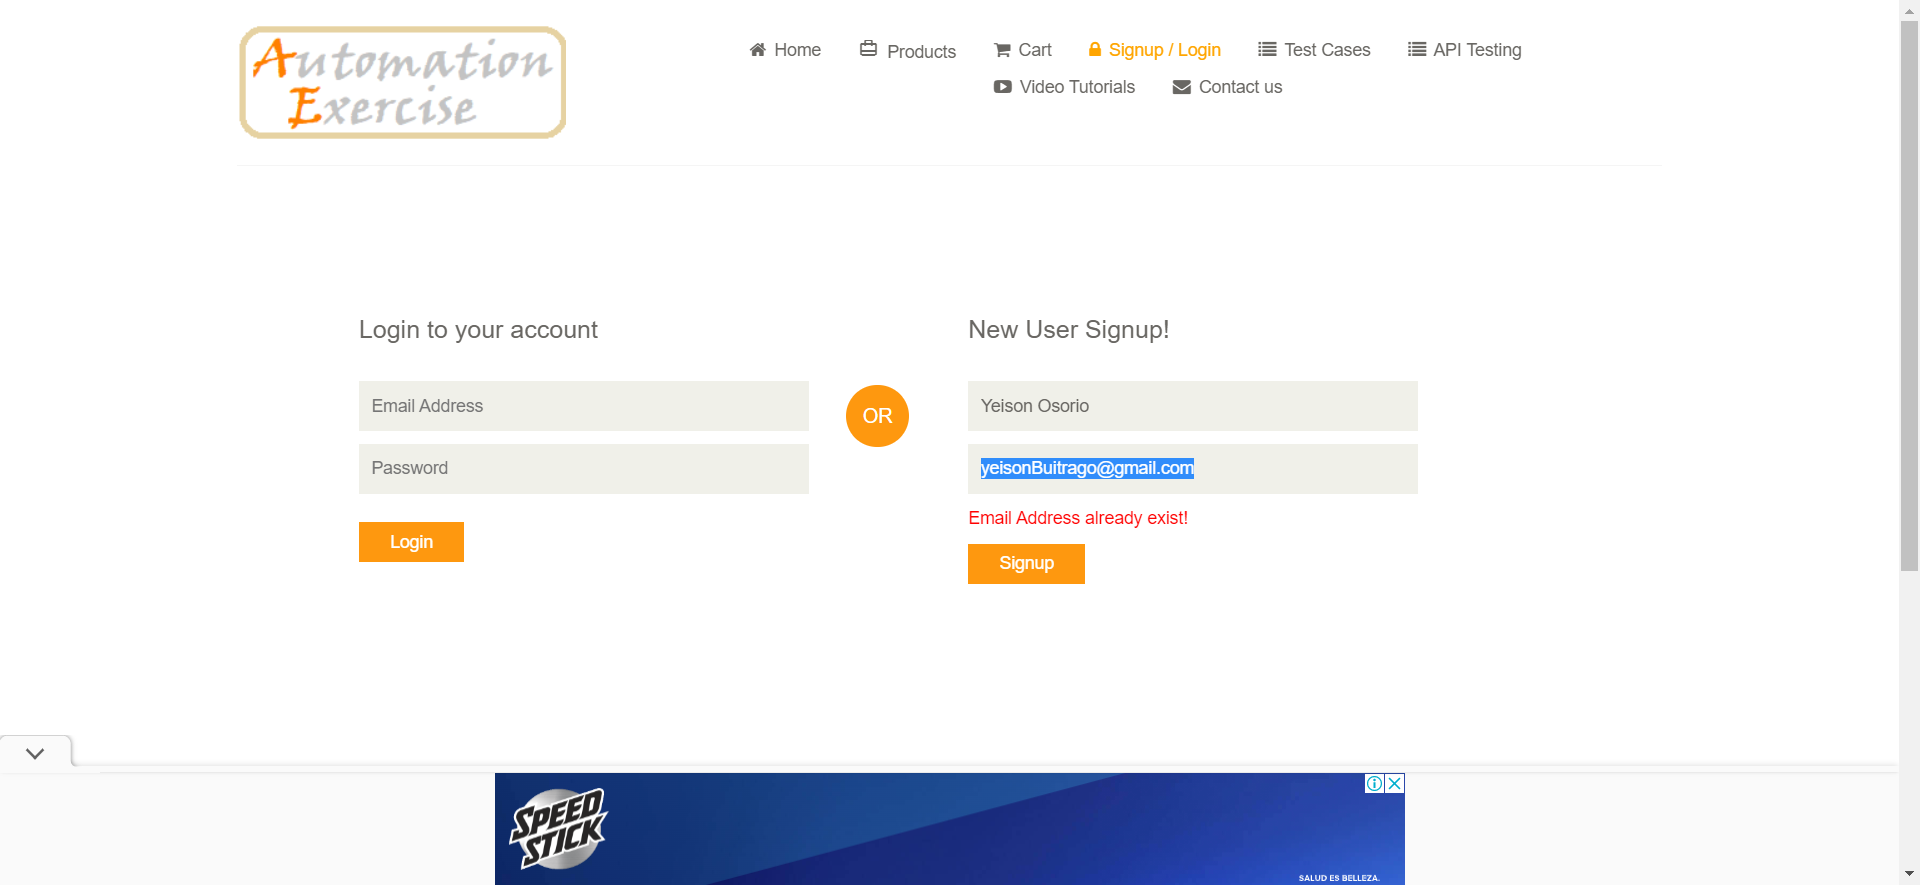 Automation
Exercise
Home
Products
Cart
Signup / Login
Test Cases
API Testing
Video Tutorials
Contact us
Login to your account
Email Address
Password
Login
OR
New User Signup!
Yeison Osorio
yeisonBuitrago@gmail.com
Email Address already exist!
Signup
SPEED
STICK
SALUD ES BELLEZA.